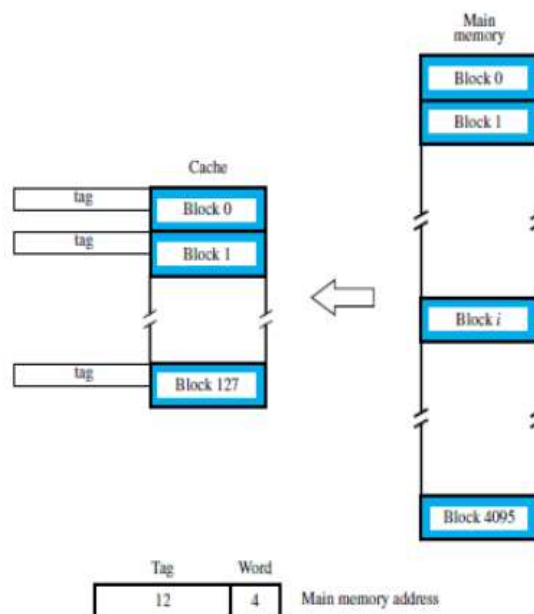 Main
memory
Block 0
Block 1
Cache
tag
Block 0
tag
Block 1
Block i
tag
Block 127
Block 4095
Tag Word
12 4 Main memory address